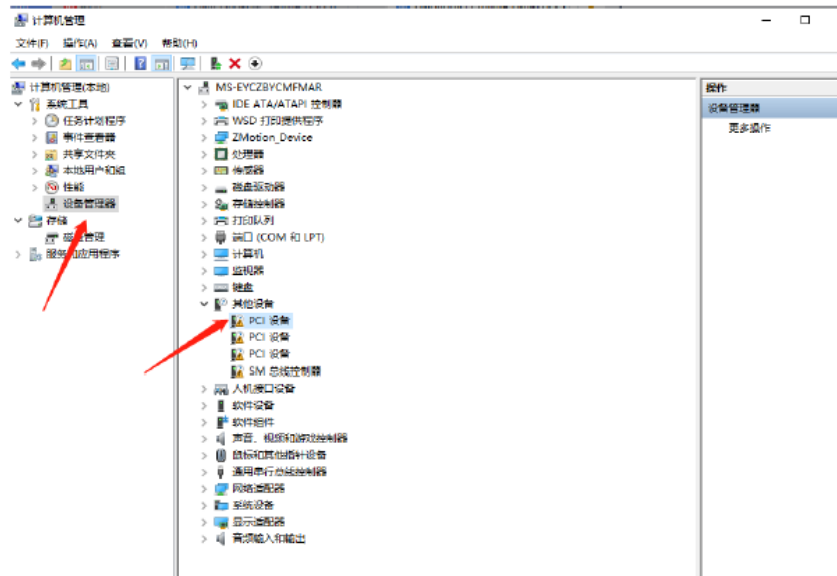 计算机管理
文件(F) 操作(A) 查看(V) 帮助(H)
计算机管理(本地)
系统工具
任务计划程序
事件查看器
共享文件夹
本地用户和组
性能
设备管理器
存储
磁盘管理
服务和应用程序
MS-EYCZBYCMFMAR
IDE ATA/ATAPI 控制器
WSD 打印提供程序
ZMotion_Device
处理器
传感器
磁盘驱动器
存储控制器
打印队列
端口 (COM 和 LPT)
计算机
监视器
键盘
其他设备
PCI 设备
PCI 设备
PCI 设备
SM 总线控制器
人机接口设备
软件设备
软件组件
声音、视频和游戏控制器
鼠标和其他指针设备
通用串行总线控制器
网络适配器
系统设备
显示适配器
音频输入和输出
操作
设备管理器
更多操作